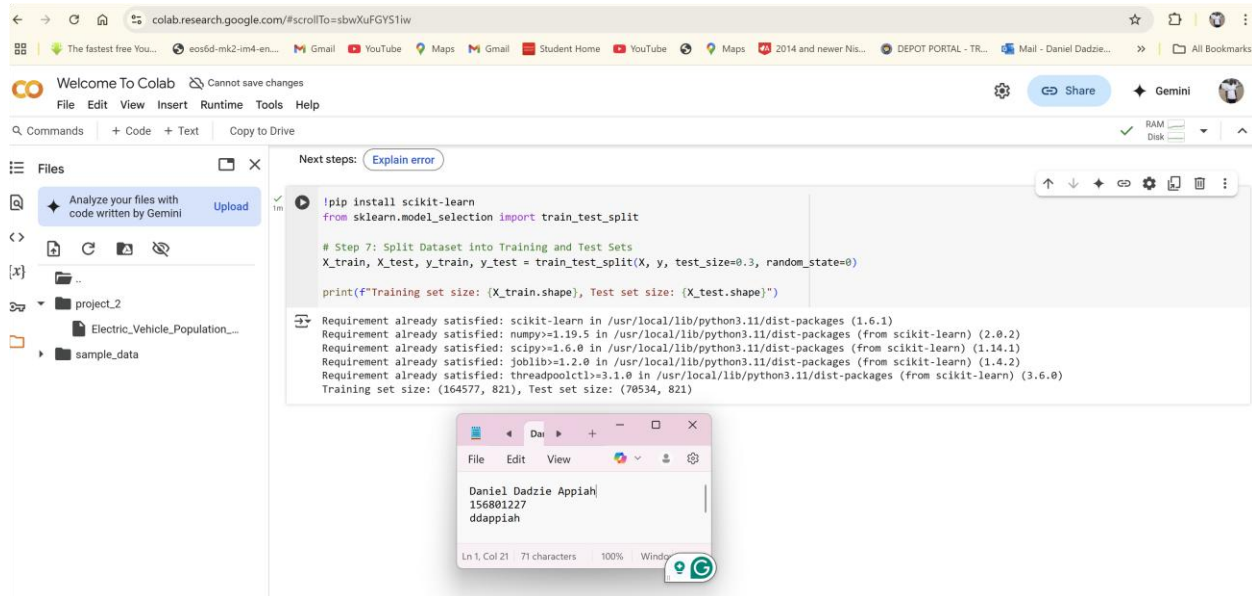 colab.research.google.com/#scrollTo=sbwXuFGYS1iw
The fastest free You... eos6d-mk2-im4-en... Gmail YouTube Maps Gmail Student Home YouTube Maps 2014 and newer Nis... DEPOT PORTAL - TR... Mail - Daniel Dadzie... » All Bookmarks
CO Welcome To Colab Cannot save changes
Share Gemini
File Edit View Insert Runtime Tools Help
Commands + Code + Text Copy to Drive
RAM
Disk
Files
Next steps: Explain error
Analyze your files with
code written by Gemini
Upload
..
project_2
Electric_Vehicle_Population_...
sample_data
{x}
1m
!pip install scikit-learn
from sklearn.model_selection import train_test_split
# Step 7: Split Dataset into Training and Test Sets
X_train, X_test, y_train, y_test = train_test_split(X, y, test_size=0.3, random_state=0)
print(f"Training set size: {X_train.shape}, Test set size: {X_test.shape}")
Requirement already satisfied: scikit-learn in /usr/local/lib/python3.11/dist-packages (1.6.1)
Requirement already satisfied: numpy>=1.19.5 in /usr/local/lib/python3.11/dist-packages (from scikit-learn) (2.0.2)
Requirement already satisfied: scipy>=1.6.0 in /usr/local/lib/python3.11/dist-packages (from scikit-learn) (1.14.1)
Requirement already satisfied: joblib>=1.2.0 in /usr/local/lib/python3.11/dist-packages (from scikit-learn) (1.4.2)
Requirement already satisfied: threadpoolctl>=3.1.0 in /usr/local/lib/python3.11/dist-packages (from scikit-learn) (3.6.0)
Training set size: (164577, 821), Test set size: (70534, 821)
Dai
File Edit View
Daniel Dadzie Appiah
156801227
ddappiah
Ln 1, Col 21 71 characters 100% Windo